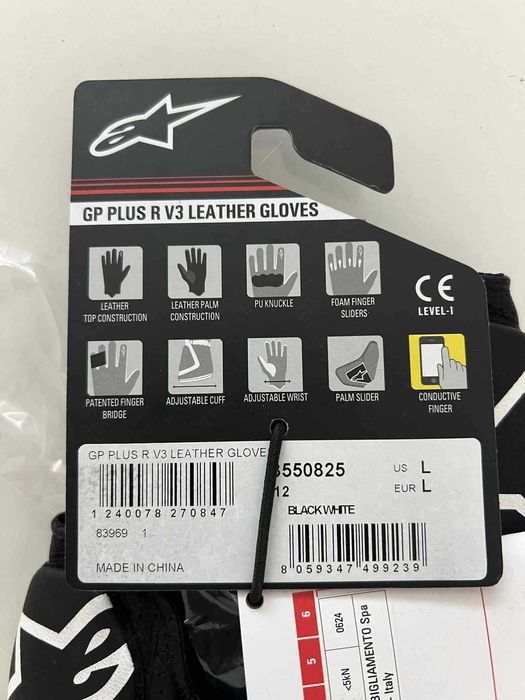 GP PLUS R V3 LEATHER GLOVES
LEATHER
TOP CONSTRUCTION
LEATHER PALM
CONSTRUCTION
PU KNUCKLE
FOAM FINGER
SLIDERS
CE
LEVEL-1
PATENTED FINGER
BRIDGE
ADJUSTABLE CUFF
ADJUSTABLE WRIST
PALM SLIDER
CONDUCTIVE
FINGER
GP PLUS R V3 LEATHER GLOVE
550825
US L
12
EUR L
BLACK WHITE
1 240078 270847
83969 1
MADE IN CHINA
8 059347 499239
6
0624
5
<5kN
BIGLIAMENTO Spa
- Italy